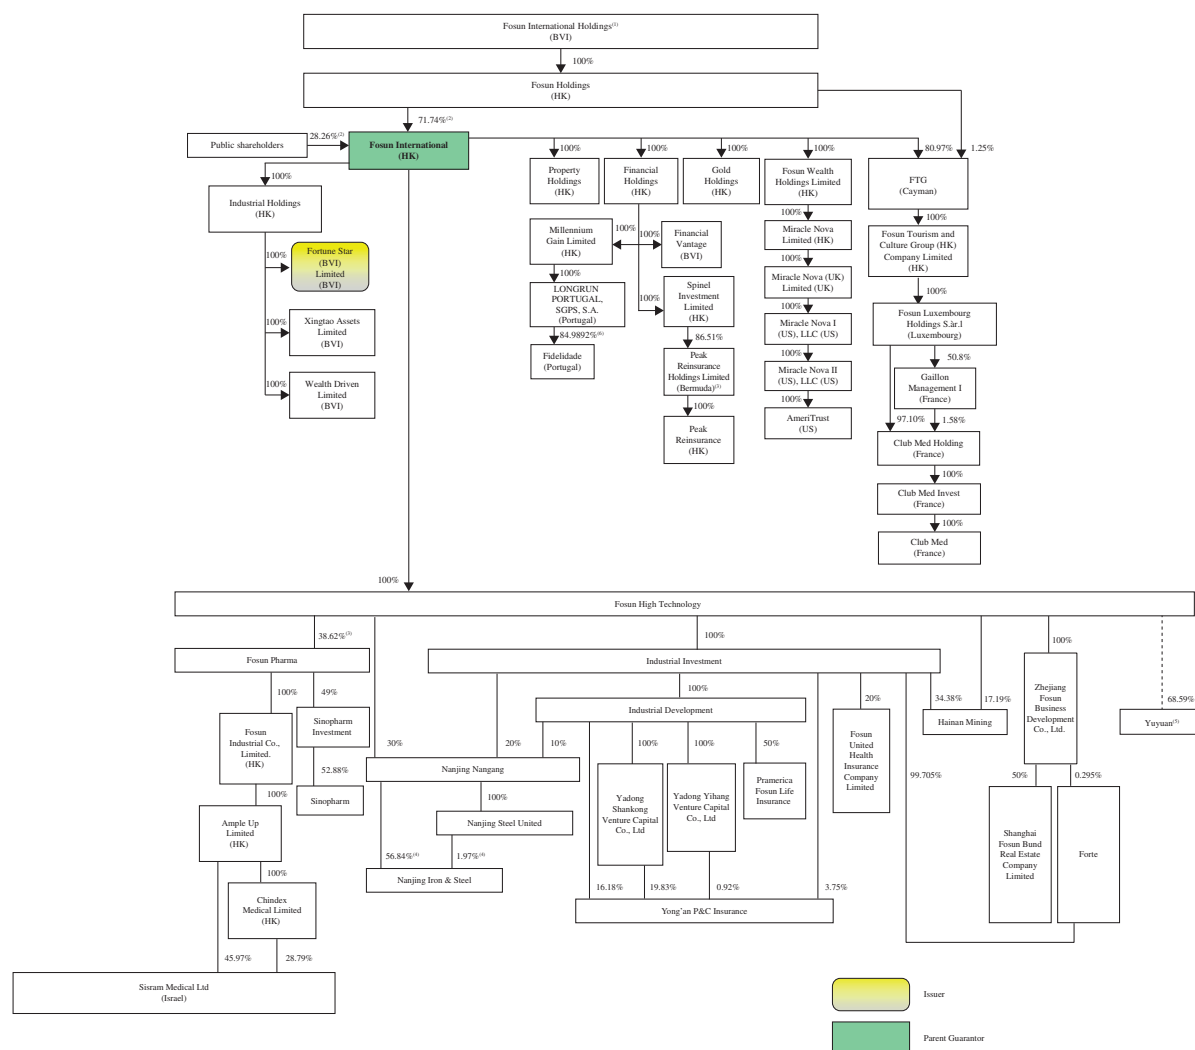 Fosun International Holdings(1)
(BVI)
100%
Fosun Holdings
(HK)
71.74%(2)
Public shareholders
28.26%(2)
Fosun International
(HK)
100%
100%
100%
100%
80.97%
1.25%
100%
Industrial Holdings
(HK)
Property
Holdings
(HK)
Financial
Holdings
(HK)
Gold
Holdings
(HK)
Fosun Wealth
Holdings Limited
(HK)
FTG
(Cayman)
100%
Fortune Star
(BVI)
Limited
(BVI)
100%
Xingtao Assets
Limited
(BVI)
100%
Wealth Driven
Limited
(BVI)
Millennium
Gain Limited
(HK)
100%
100%
Financial
Vantage
(BVI)
100%
LONGRUN
PORTUGAL,
SGPS, S.A.
(Portugal)
84.9892%(6)
Fidelidade
(Portugal)
100%
Spinel
Investment
Limited
(HK)
86.51%
Peak
Reinsurance
Holdings Limited
(Bermuda)(3)
100%
Peak
Reinsurance
(HK)
100%
Miracle Nova
Limited (HK)
100%
Miracle Nova (UK)
Limited (UK)
100%
Miracle Nova I
(US), LLC (US)
100%
Miracle Nova II
(US), LLC (US)
100%
AmeriTrust
(US)
100%
Fosun Tourism and
Culture Group (HK)
Company Limited
(HK)
100%
Fosun Luxembourg
Holdings S.àr.l
(Luxembourg)
50.8%
Gaillon
Management I
(France)
97.10%
1.58%
Club Med Holding
(France)
100%
Club Med Invest
(France)
100%
Club Med
(France)
100%
Fosun High Technology
38.62%(3)
100%
100%
Fosun Pharma
Industrial Investment
100%
49%
Fosun
Industrial Co.,
Limited.
(HK)
Sinopharm
Investment
52.88%
Sinopharm
100%
Ample Up
Limited
(HK)
100%
Chindex
Medical Limited
(HK)
45.97%
28.79%
Sisram Medical Ltd
(Israel)
30%
20%
10%
Nanjing Nangang
100%
Nanjing Steel United
56.84%(4)
1.97%(4)
Nanjing Iron & Steel
100%
Industrial Development
100%
100%
50%
Yadong
Shankong
Venture Capital
Co., Ltd
Yadong Yihang
Venture Capital
Co., Ltd
Pramerica
Fosun Life
Insurance
16.18%
19.83%
0.92%
3.75%
Yong'an P&C Insurance
20%
Fosun
United
Health
Insurance
Company
Limited
99.705%
34.38%
17.19%
Hainan Mining
Zhejiang
Fosun
Business
Development
Co., Ltd.
68.59%
Yuyuan(5)
50%
0.295%
Shanghai
Fosun Bund
Real Estate
Company
Limited
Forte
Issuer
Parent Guarantor